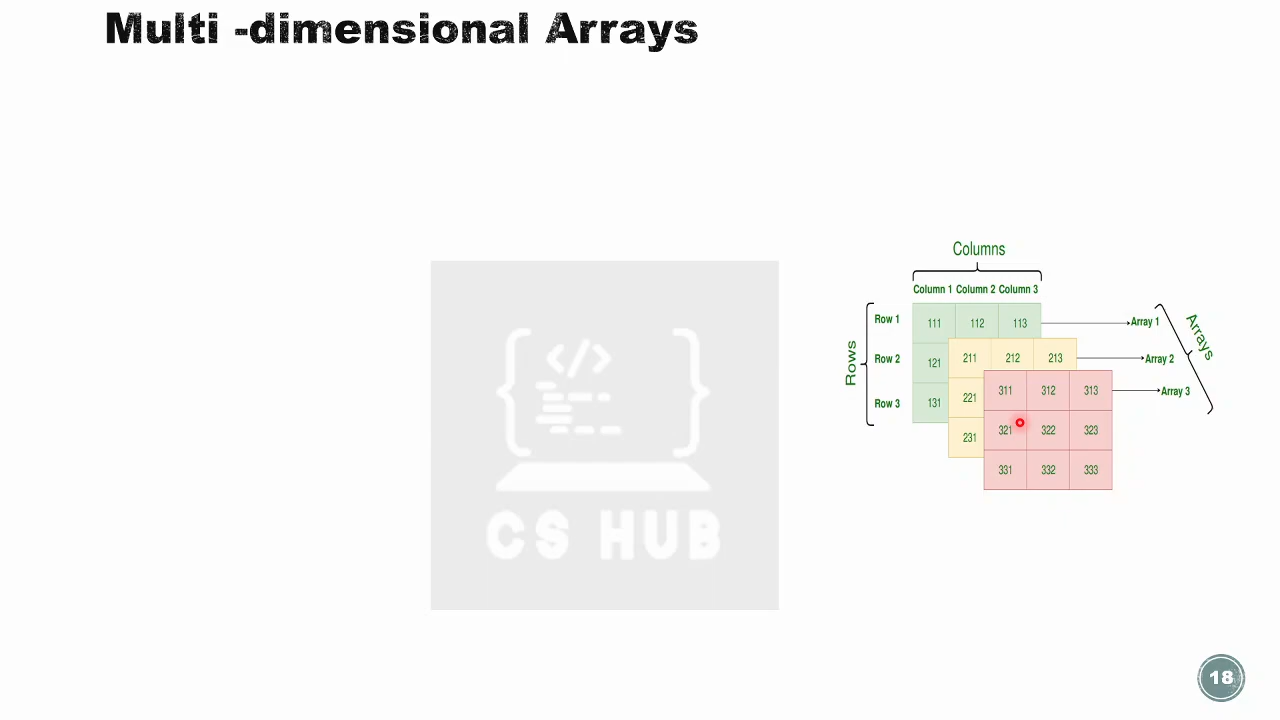 Multi -dimensional Arrays
Columns
Column 1 Column 2 Column 3
Rows
Row 1
Row 2
Row 3
111 112 113
121
131
211 212 213
221
231
311 312 313
321 322 323
331 332 333
Array 1
Array 2
Array 3
Arrays
</>
CS HUB
18